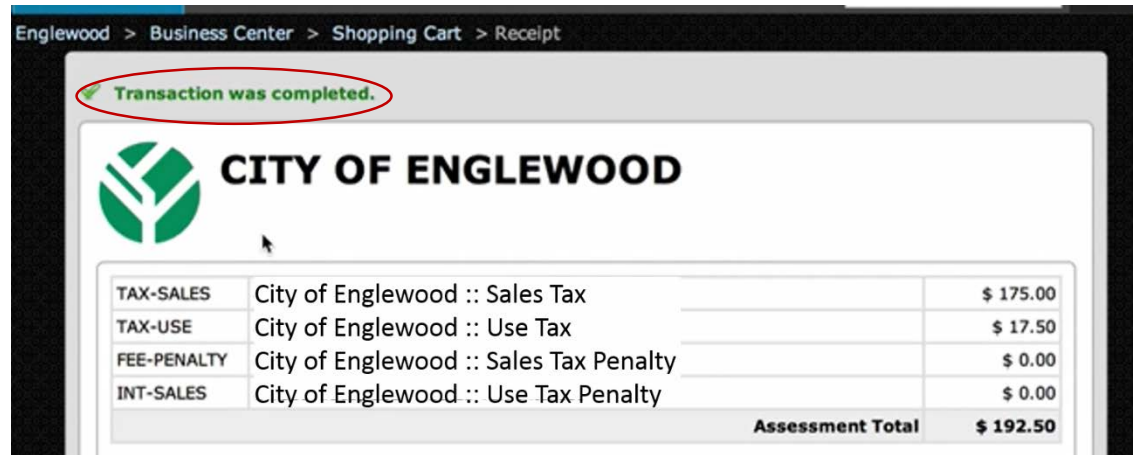 Englewood > Business Center > Shopping Cart > Receipt
Transaction was completed.
CITY OF ENGLEWOOD
TAX-SALES City of Englewood :: Sales Tax $ 175.00
TAX-USE City of Englewood :: Use Tax $ 17.50
FEE-PENALTY City of Englewood :: Sales Tax Penalty $ 0.00
INT-SALES City of Englewood :: Use Tax Penalty $ 0.00
Assessment Total $ 192.50